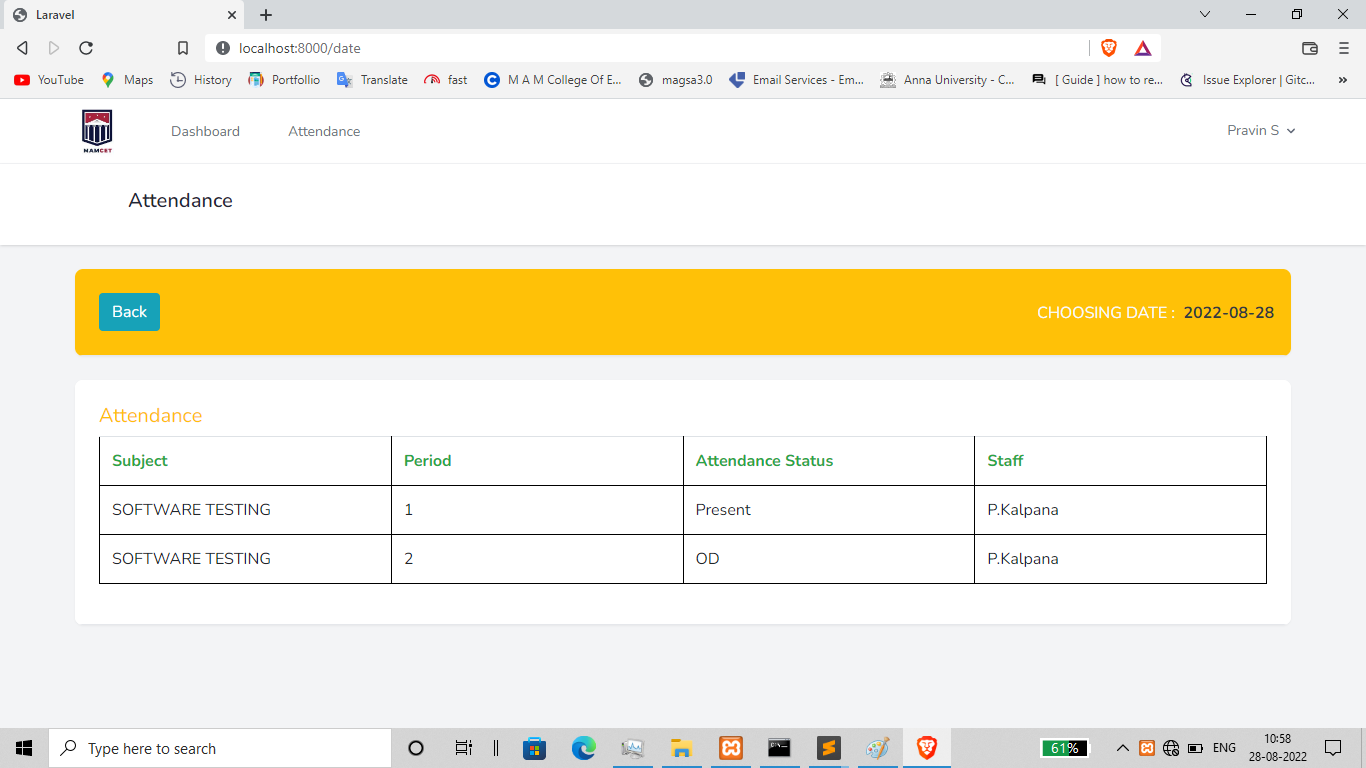 Laravel
localhost:8000/date
YouTube Maps History Portfollio Translate fast M A M College Of E... magsa3.0 Email Services - Em... Anna University - C... [ Guide ] how to re... Issue Explorer | Gitc... »
MAMCET Dashboard Attendance Pravin S
Attendance
Back CHOOSING DATE : 2022-08-28
Attendance
Subject Period Attendance Status Staff
SOFTWARE TESTING 1 Present P.Kalpana
SOFTWARE TESTING 2 OD P.Kalpana
Type here to search 61% ENG 10:58
28-08-2022